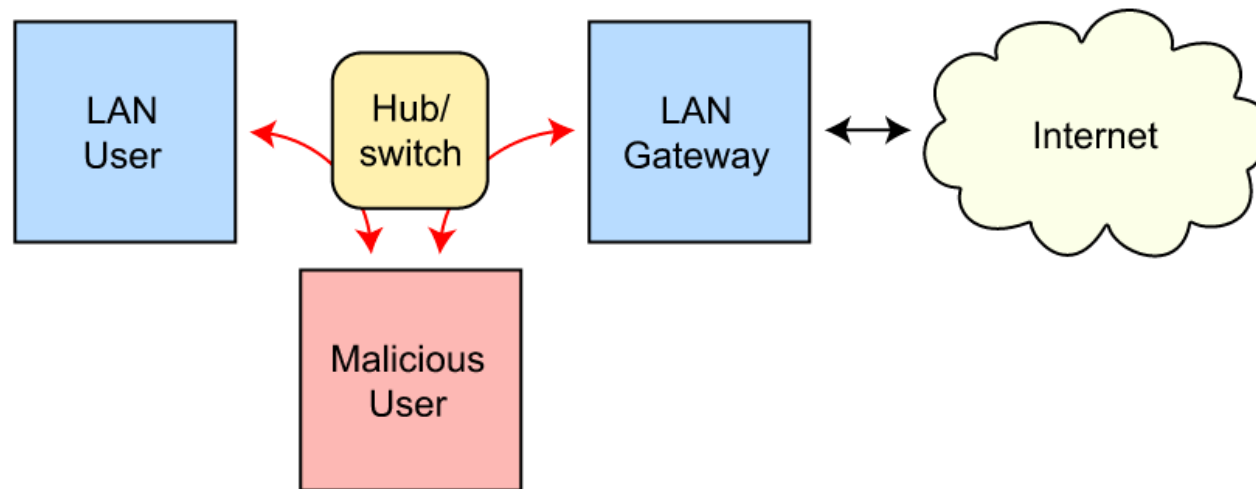 LAN
User
Hub/
switch
LAN
Gateway
Internet
Malicious
User